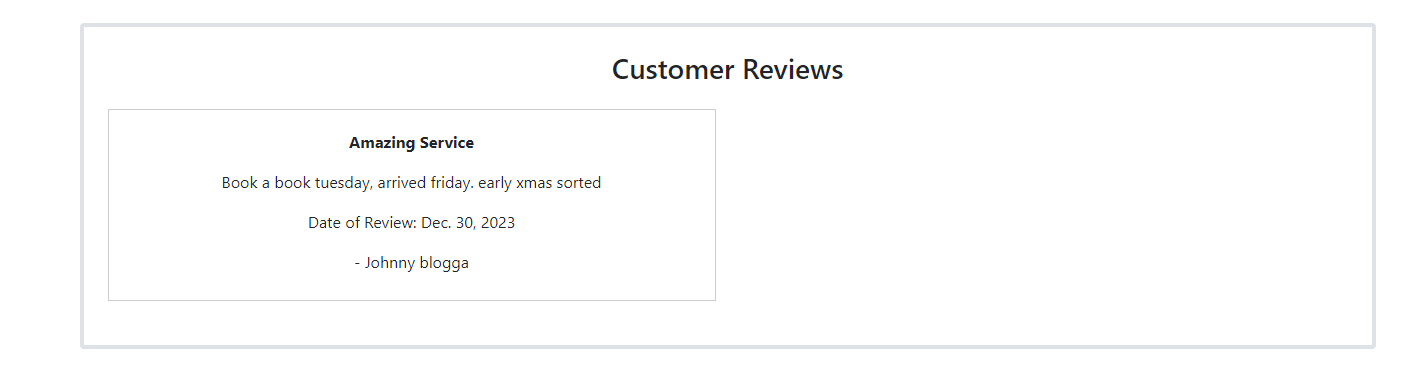 Customer Reviews
Amazing Service
Book a book tuesday, arrived friday. early xmas sorted
Date of Review: Dec. 30, 2023
- Johnny blogga